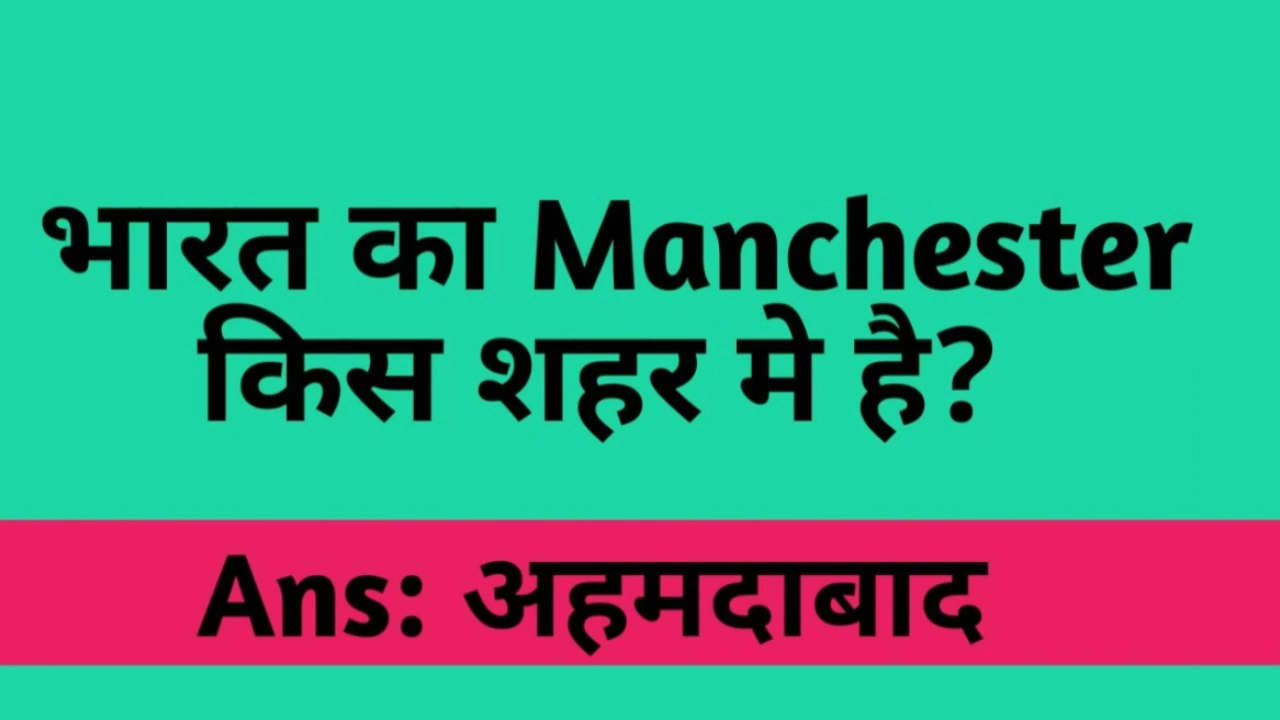 भारत का Manchester
किस शहर मे है?
Ans: अहमदाबाद